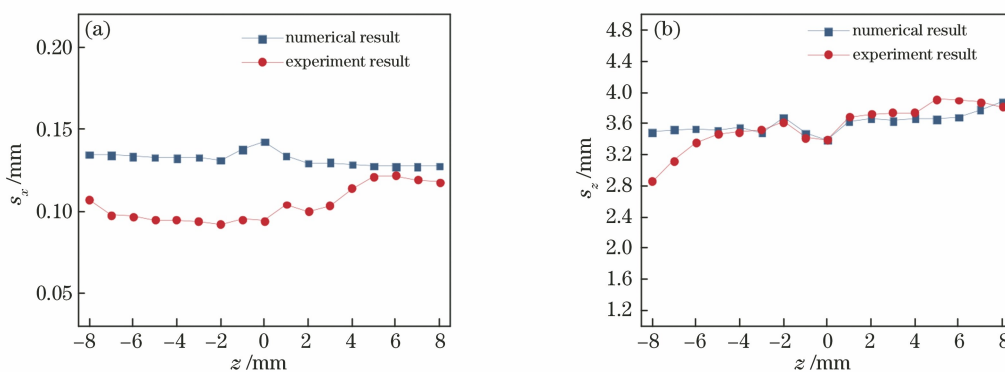 (a)
numerical result
experiment result
0.20
0.15
0.10
0.05
s_x /mm
−8 −6 −4 −2 0 2 4 6 8
z /mm
(b)
numerical result
experiment result
4.8
4.4
4.0
3.6
3.2
2.8
2.4
2.0
1.6
1.2
s_z /mm
−8 −6 −4 −2 0 2 4 6 8
z /mm